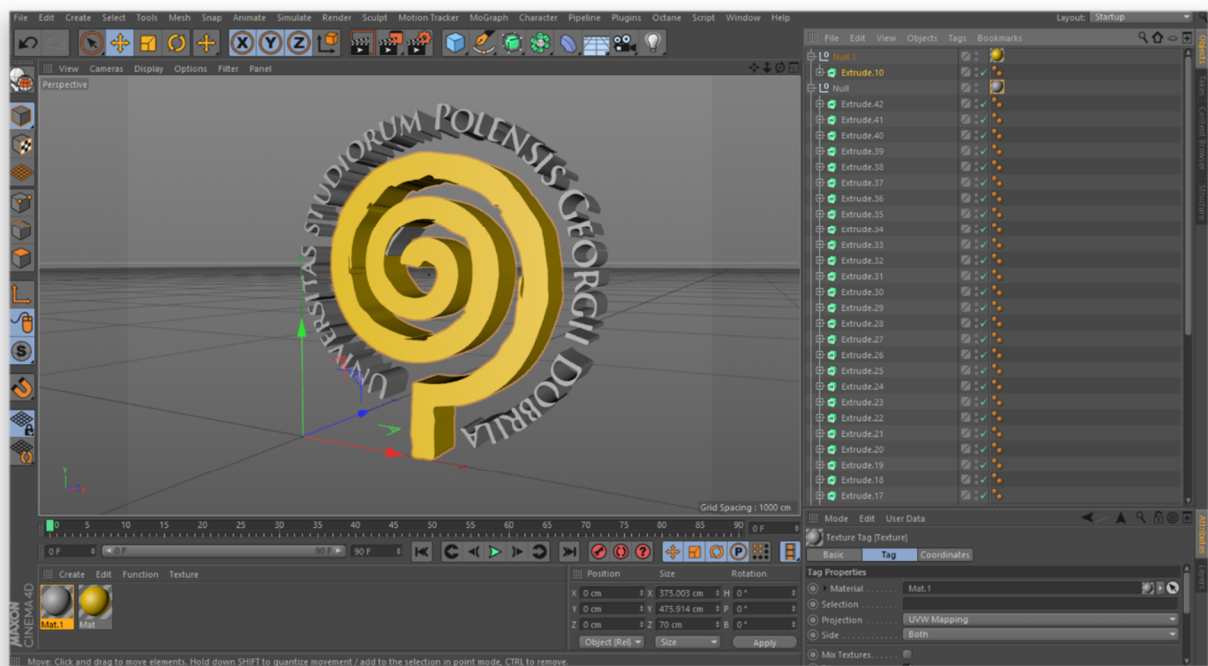 File Edit Create Select Tools Mesh Snap Animate Simulate Render Sculpt Motion Tracker MoGraph Character Pipeline Plugins Octane Script Window Help
Layout: Startup
View Cameras Display Options Filter Panel
Perspective
UNIVERSITAS STUDIORUM POLENSIS GEORGII DOBRILA
Y
Grid Spacing : 1000 cm
0 5 10 15 20 25 30 35 40 45 50 55 60 65 70 75 80 85 90 0 F
0 F 0 F 90 F 90 F
Create Edit Function Texture
Mat.1 Mat
MAXON
CINEMA 4D
Position Size Rotation
X 0 cm X 375.003 cm H 0 °
Y 0 cm Y 475.914 cm P 0 °
Z 0 cm Z 70 cm B 0 °
Object (Rel) Size Apply
Move: Click and drag to move elements. Hold down SHIFT to quantize movement / add to the selection in point mode, CTRL to remove.
File Edit View Objects Tags Bookmarks
Null.1
Extrude.10
Null
Extrude.42
Extrude.41
Extrude.40
Extrude.39
Extrude.38
Extrude.37
Extrude.36
Extrude.35
Extrude.34
Extrude.33
Extrude.32
Extrude.31
Extrude.30
Extrude.29
Extrude.28
Extrude.27
Extrude.26
Extrude.25
Extrude.24
Extrude.23
Extrude.22
Extrude.21
Extrude.20
Extrude.19
Extrude.18
Extrude.17
Objects
Takes
Content Browser
Structure
Mode Edit User Data
Texture Tag [Texture]
Basic Tag Coordinates
Tag Properties
Material . . . . . . . Mat.1
Selection . . . . . .
Projection . . . . . . UVW Mapping
Side . . . . . . . . . . Both
Mix Textures . . . . .
Attributes
Layers